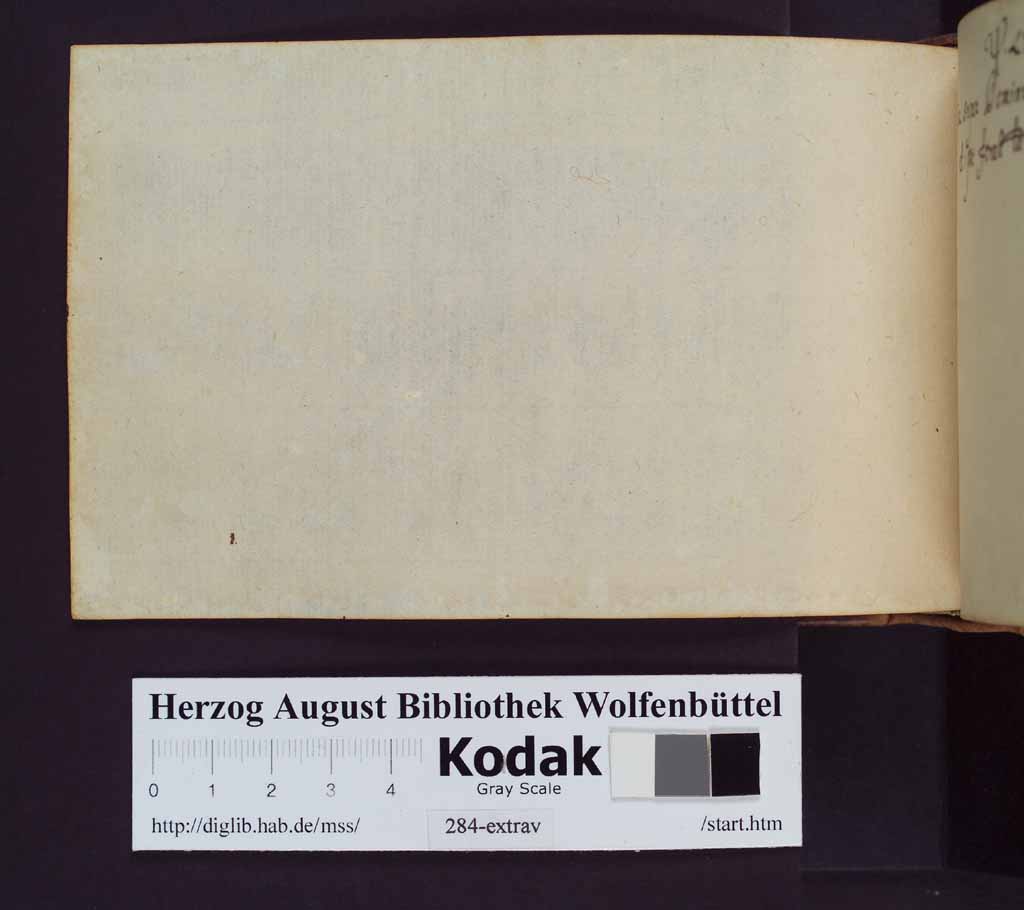 Herzog August Bibliothek Wolfenbüttel
Kodak
Gray Scale
0 1 2 3 4
http://diglib.hab.de/mss/ 284-extrav /start.htm